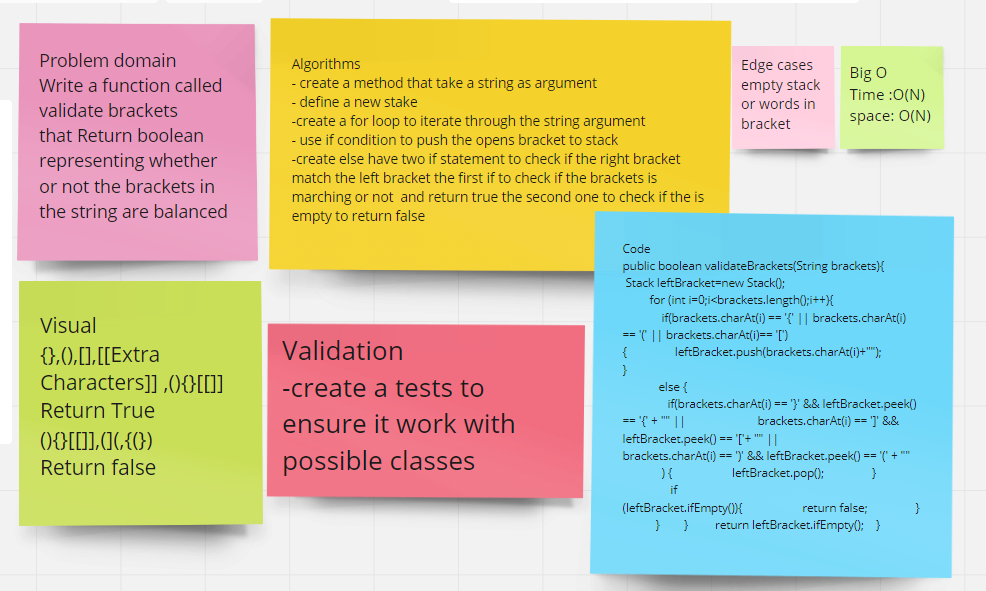 Problem domain
Write a function called
validate brackets
that Return boolean
representing whether
or not the brackets in
the string are balanced
Algorithms
- create a method that take a string as argument
- define a new stake
-create a for loop to iterate through the string argument
- use if condition to push the opens bracket to stack
-create else have two if statement to check if the right bracket
match the left bracket the first if to check if the brackets is
marching or not  and return true the second one to check if the is
empty to return false
Edge cases
empty stack
or words in
bracket
Big O
Time :O(N)
space: O(N)
Visual
{},(),[],[[Extra
Characters]] ,(){}[[]]
Return True
(){}[[]],(](,{(})
Return false
Validation
-create a tests to
ensure it work with
possible classes
Code
public boolean validateBrackets(String brackets){
Stack leftBracket=new Stack();
for (int i=0;i<brackets.length();i++){
if(brackets.charAt(i) == '{' || brackets.charAt(i)
== '(' || brackets.charAt(i)== '[')
{ leftBracket.push(brackets.charAt(i)+"");
}
else {
if(brackets.charAt(i) == '}' && leftBracket.peek()
== '{' + "" || brackets.charAt(i) == ']' &&
leftBracket.peek() == '['+ "" ||
brackets.charAt(i) == ')' && leftBracket.peek() == '(' + ""
) { leftBracket.pop(); }
if
(leftBracket.ifEmpty()){ return false; }
} } return leftBracket.ifEmpty(); }